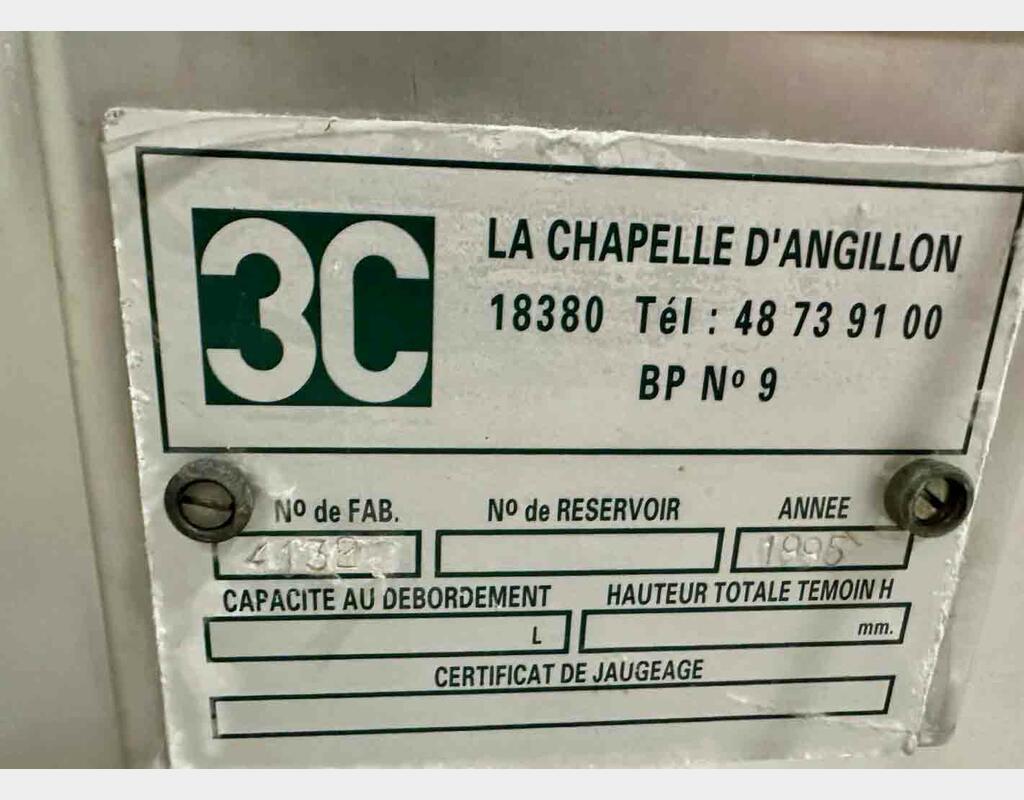 3C
LA CHAPELLE D'ANGILLON
18380 Tél : 48 73 91 00
BP Nº 9
Nº de FAB. Nº de RESERVOIR ANNEE
1995
CAPACITE AU DEBORDEMENT HAUTEUR TOTALE TEMOIN H
L mm.
CERTIFICAT DE JAUGEAGE